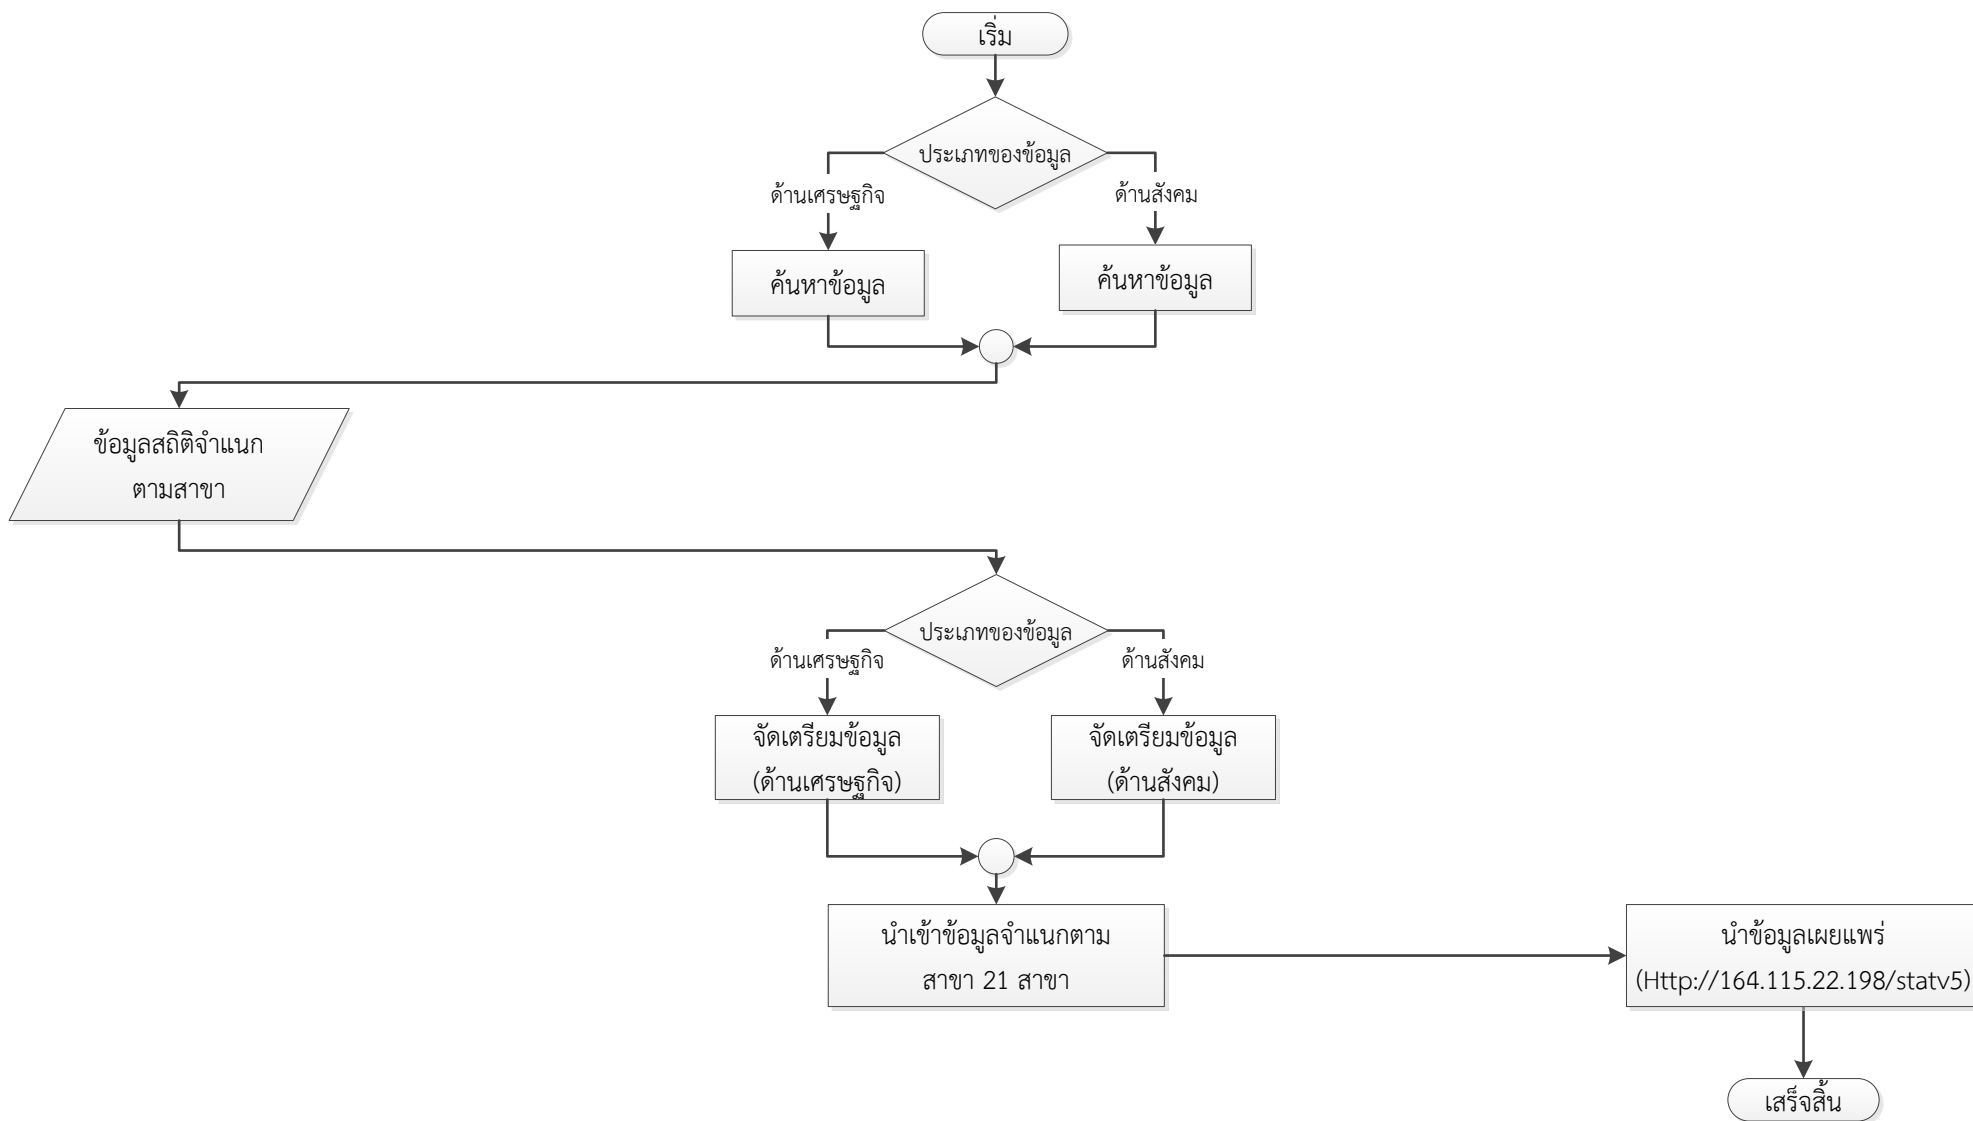 เริ่ม
ประเภทของข้อมูล
ด้านเศรษฐกิจ
ด้านสังคม
ค้นหาข้อมูล
ค้นหาข้อมูล
ข้อมูลสถิติจำแนก
ตามสาขา
ประเภทของข้อมูล
ด้านเศรษฐกิจ
ด้านสังคม
จัดเตรียมข้อมูล
(ด้านเศรษฐกิจ)
จัดเตรียมข้อมูล
(ด้านสังคม)
นำเข้าข้อมูลจำแนกตาม
สาขา 21 สาขา
นำข้อมูลเผยแพร่
(Http://164.115.22.198/statv5)
เสร็จสิ้น